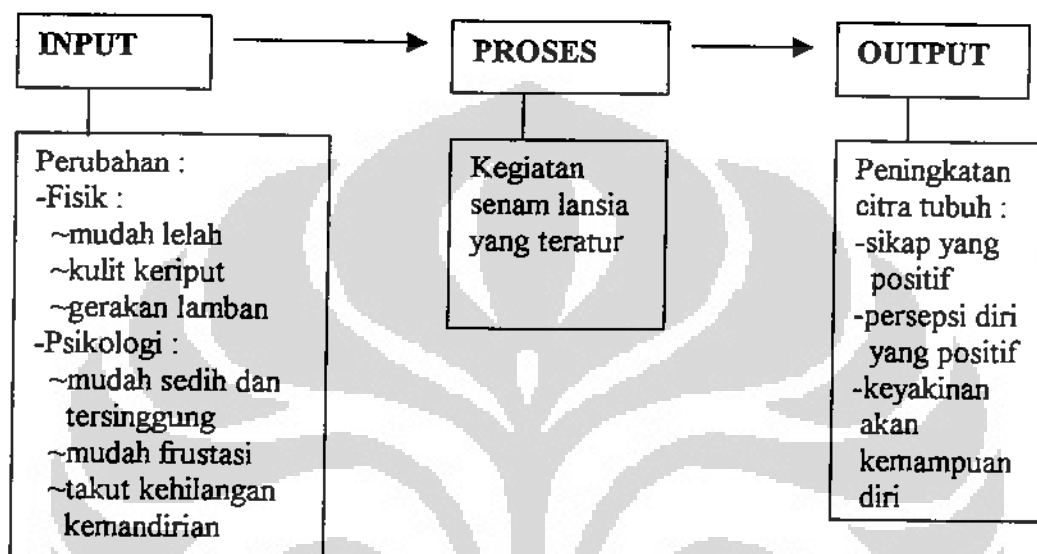 INPUT
PROSES
OUTPUT
Perubahan :
-Fisik :
~mudah lelah
~kulit keriput
~gerakan lamban
-Psikologi :
~mudah sedih dan
tersinggung
~mudah frustasi
~takut kehilangan
kemandirian
Kegiatan
senam lansia
yang teratur
Peningkatan
citra tubuh :
-sikap yang
positif
-persepsi diri
yang positif
-keyakinan
akan
kemampuan
diri